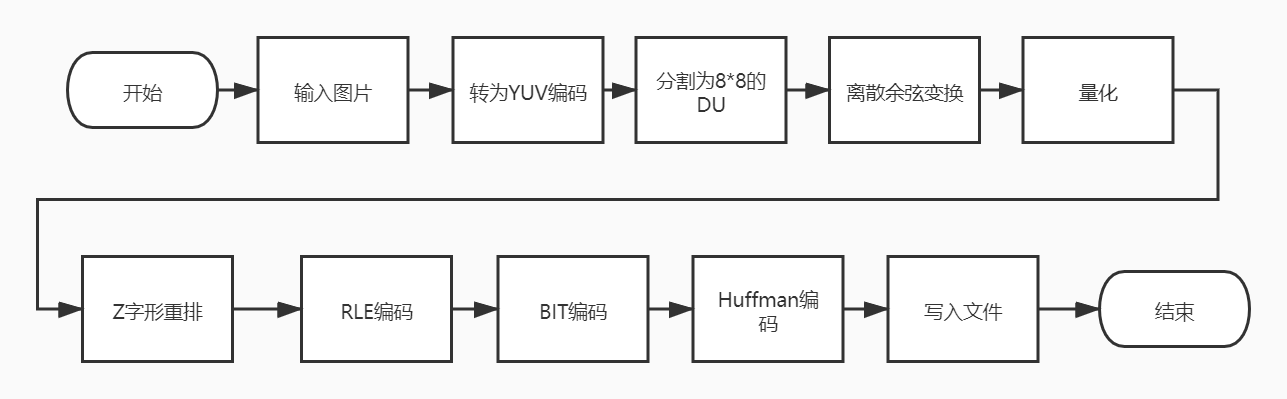 开始
输入图片
转为YUV编码
分割为8*8的
DU
离散余弦变换
量化
Z字形重排
RLE编码
BIT编码
Huffman编
码
写入文件
结束